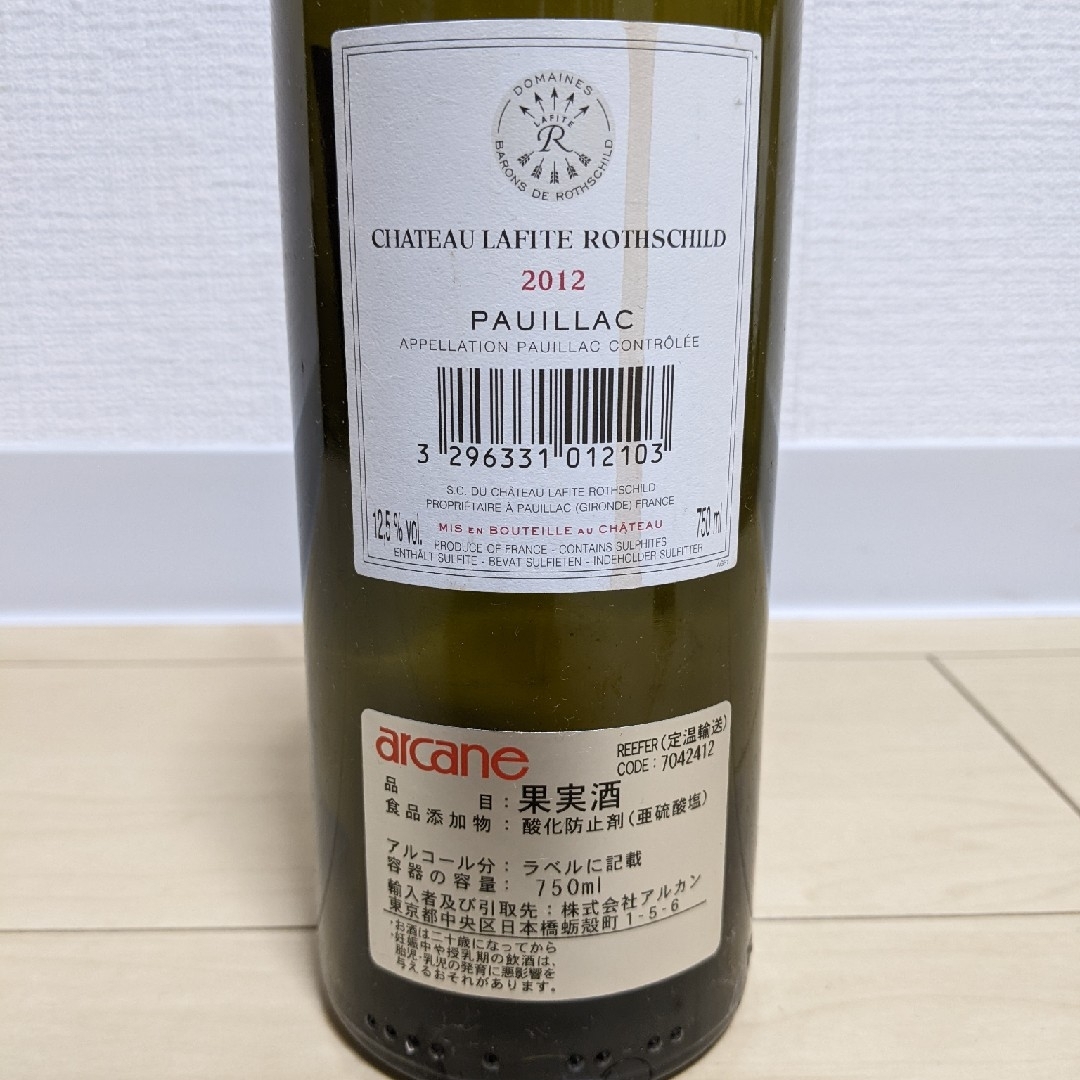 DOMAINES
LAFITE
R
BARONS DE ROTHSCHILD
CHATEAU LAFITE ROTHSCHILD
2012
PAUILLAC
APPELLATION PAUILLAC CONTRÔLÉE
3 296331 012103
S.C. DU CHÂTEAU LAFITE ROTHSCHILD
PROPRIÉTAIRE À PAUILLAC (GIRONDE) FRANCE
12,5 % vol. MIS EN BOUTEILLE AU CHÂTEAU 750 ml
PRODUCE OF FRANCE - CONTAINS SULPHITES
ENTHÄLT SULFITE - BEVAT SULFIETEN - INDEHOLDER SULFITTER
arcane
REEFER(定温輸送)
CODE : 7042412
品目 : 果実酒
食品添加物 : 酸化防止剤(亜硫酸塩)
アルコール分 : ラベルに記載
容器の容量 : 750ml
輸入者及び引取先 : 株式会社アルカン
東京都中央区日本橋蛎殻町1-5-6
・お酒は二十歳になってから
・妊娠中や授乳期の飲酒は、
胎児・乳児の発育に悪影響を
与えるおそれがあります。